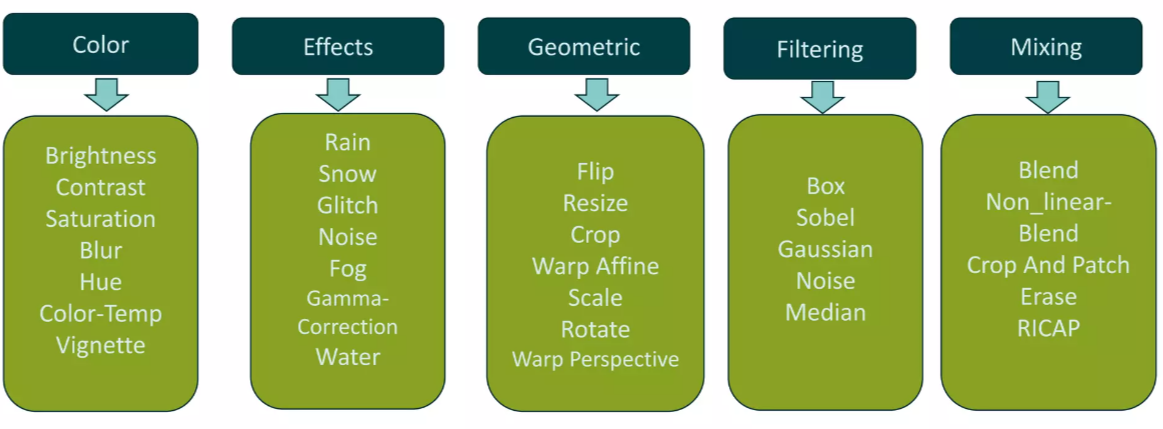 Color
Brightness
Contrast
Saturation
Blur
Hue
Color-Temp
Vignette
Effects
Rain
Snow
Glitch
Noise
Fog
Gamma-
Correction
Water
Geometric
Flip
Resize
Crop
Warp Affine
Scale
Rotate
Warp Perspective
Filtering
Box
Sobel
Gaussian
Noise
Median
Mixing
Blend
Non_linear-
Blend
Crop And Patch
Erase
RICAP